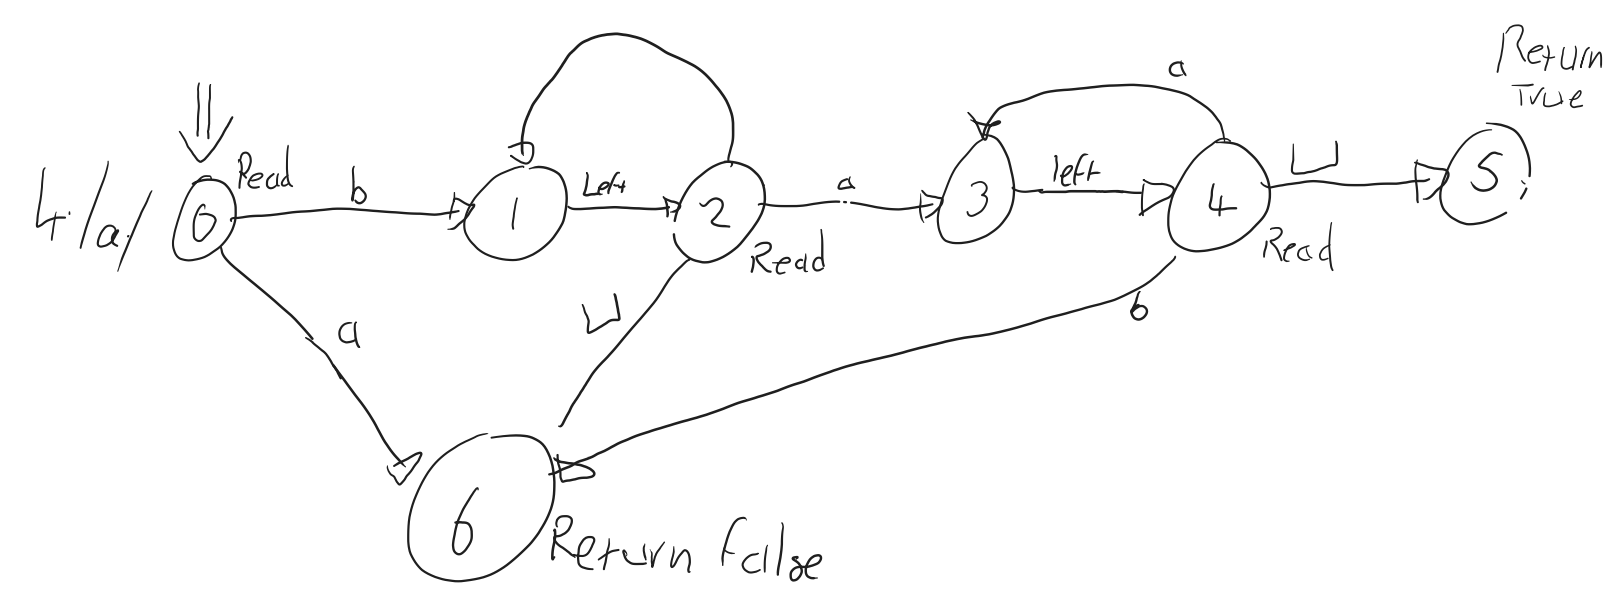 Return
True
a
Read
b
Left
a
left
⊔
4./a/
0
1
2
3
4
5
Read
Read
a
⊔
b
6
Return false